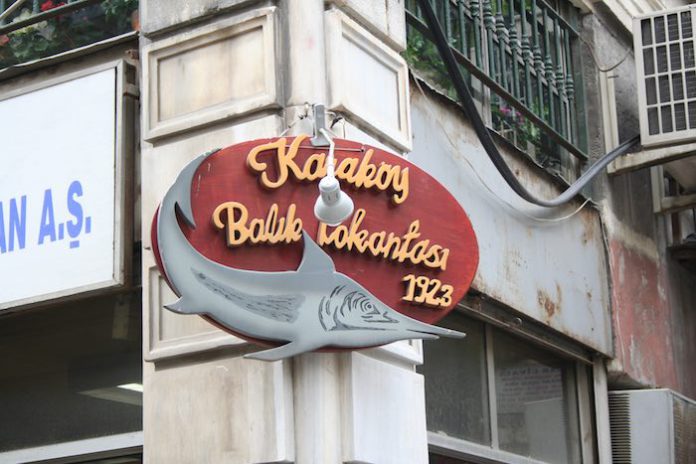 Karaköy
Balık Lokantası
1923
AN A.Ş.